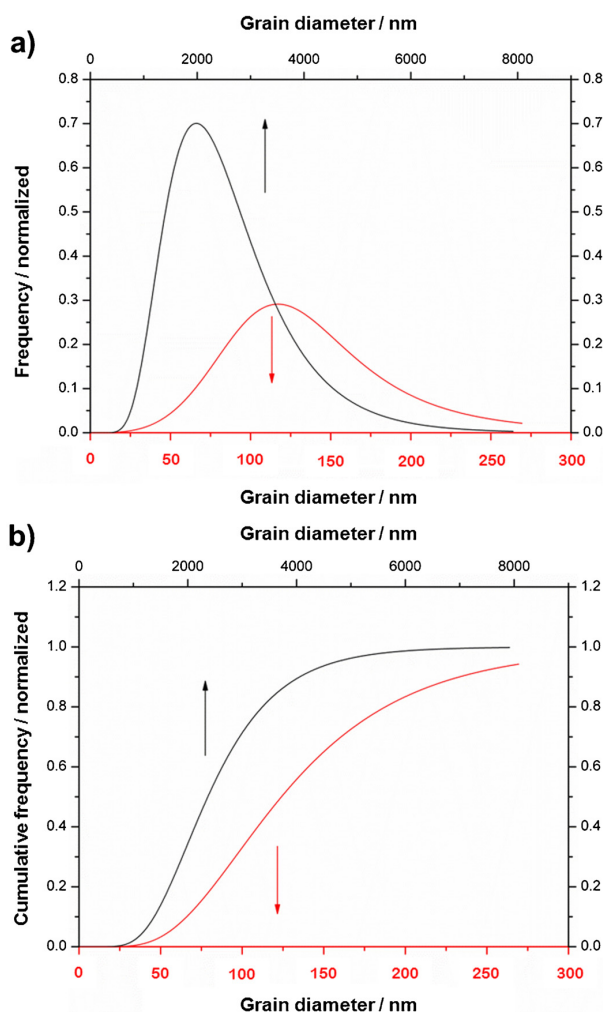 Grain diameter / nm
a)
0 2000 4000 6000 8000
0.8 0.8
0.7 0.7
0.6 0.6
0.5 0.5
0.4 0.4
0.3 0.3
0.2 0.2
0.1 0.1
0.0 0.0
Frequency / normalized
0 50 100 150 200 250 300
Grain diameter / nm
b)
Grain diameter / nm
0 2000 4000 6000 8000
1.2 1.2
1.0 1.0
0.8 0.8
0.6 0.6
0.4 0.4
0.2 0.2
0.0 0.0
Cumulative frequency / normalized
0 50 100 150 200 250 300
Grain diameter / nm